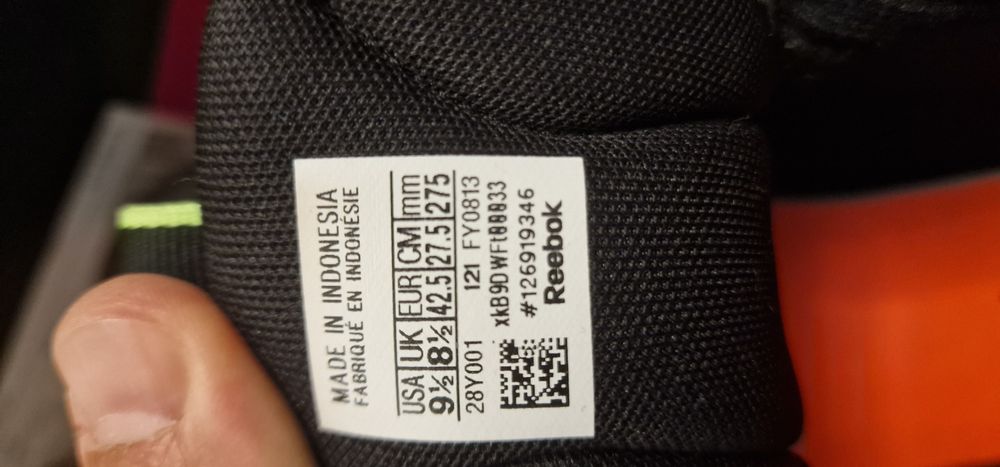 MADE IN INDONESIA
FABRIQUÉ EN INDONÉSIE
USA UK EUR CM mm
9½ 8½ 42.5 27.5 275
28Y001 121 FY0813
#126919346
Reebok